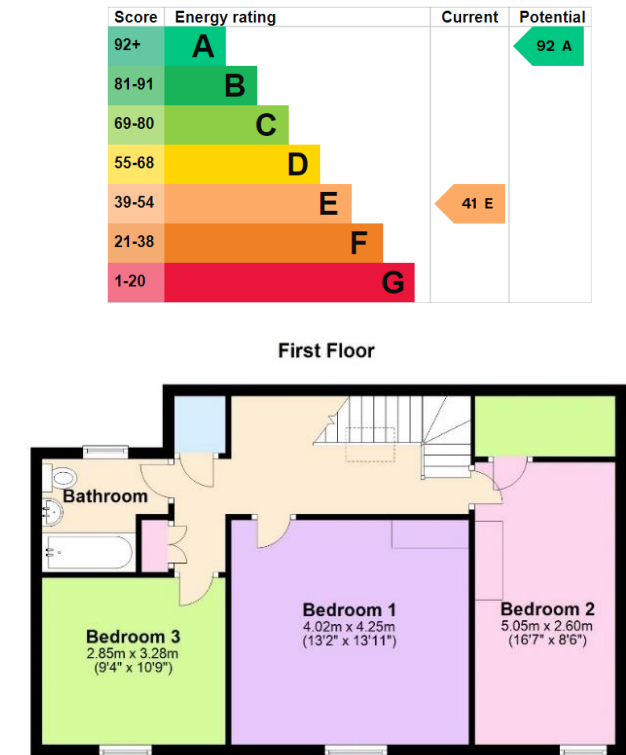 Score Energy rating Current Potential
92+ A 92 A
81-91 B
69-80 C
55-68 D
39-54 E 41 E
21-38 F
1-20 G
First Floor
Bathroom
Bedroom 1
4.02m x 4.25m
(13'2" x 13'11")
Bedroom 2
5.05m x 2.60m
(16'7" x 8'6")
Bedroom 3
2.85m x 3.28m
(9'4" x 10'9")